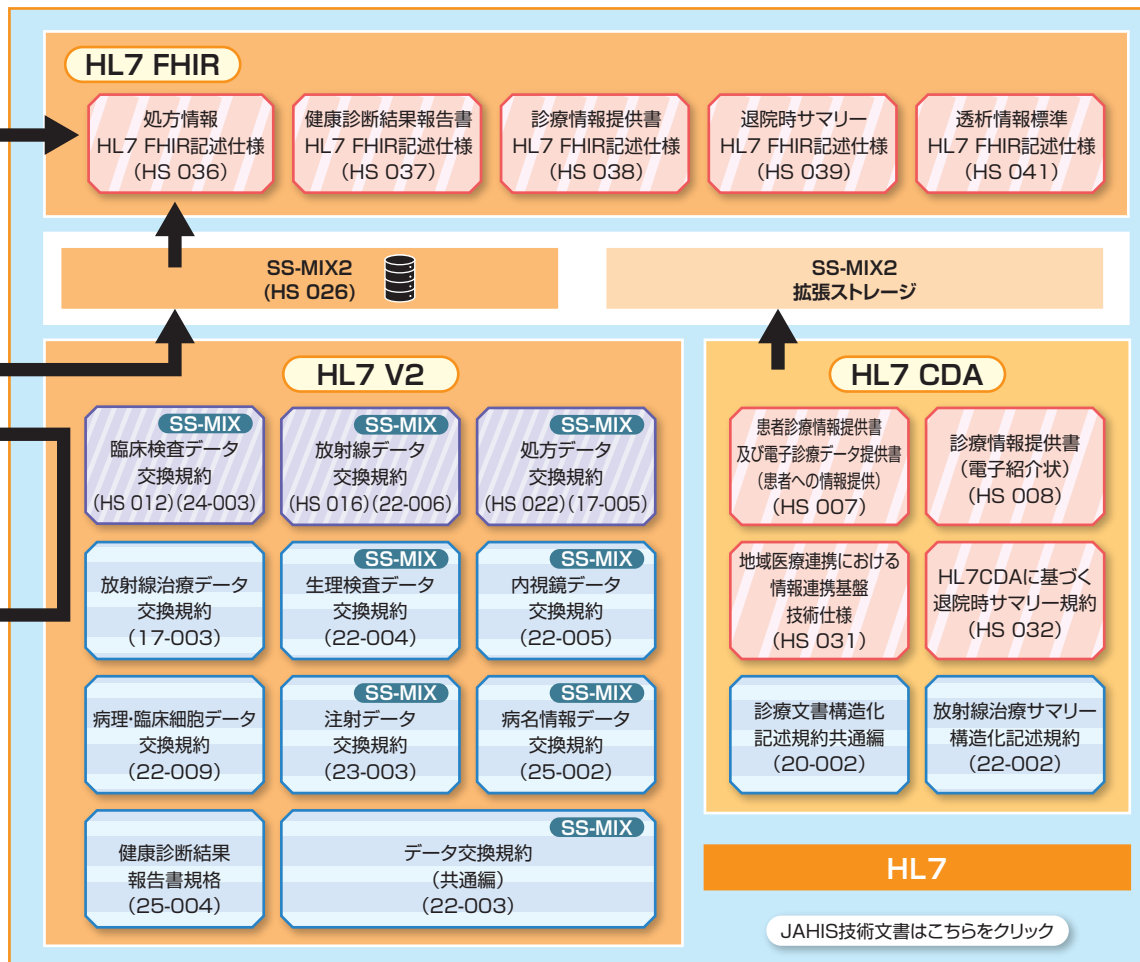 HL7 FHIR
処方情報
HL7 FHIR記述仕様
(HS 036)
健康診断結果報告書
HL7 FHIR記述仕様
(HS 037)
診療情報提供書
HL7 FHIR記述仕様
(HS 038)
退院時サマリー
HL7 FHIR記述仕様
(HS 039)
透析情報標準
HL7 FHIR記述仕様
(HS 041)
SS-MIX2
(HS 026)
SS-MIX2
拡張ストレージ
HL7 V2
SS-MIX
臨床検査データ
交換規約
(HS 012)(24-003)
SS-MIX
放射線データ
交換規約
(HS 016)(22-006)
SS-MIX
処方データ
交換規約
(HS 022)(17-005)
放射線治療データ
交換規約
(17-003)
SS-MIX
生理検査データ
交換規約
(22-004)
SS-MIX
内視鏡データ
交換規約
(22-005)
病理・臨床細胞データ
交換規約
(22-009)
SS-MIX
注射データ
交換規約
(23-003)
SS-MIX
病名情報データ
交換規約
(25-002)
健康診断結果
報告書規格
(25-004)
SS-MIX
データ交換規約
(共通編)
(22-003)
HL7 CDA
患者診療情報提供書
及び電子診療データ提供書
(患者への情報提供)
(HS 007)
診療情報提供書
(電子紹介状)
(HS 008)
地域医療連携における
情報連携基盤
技術仕様
(HS 031)
HL7CDAに基づく
退院時サマリー規約
(HS 032)
診療文書構造化
記述規約共通編
(20-002)
放射線治療サマリー
構造化記述規約
(22-002)
HL7
JAHIS技術文書はこちらをクリック